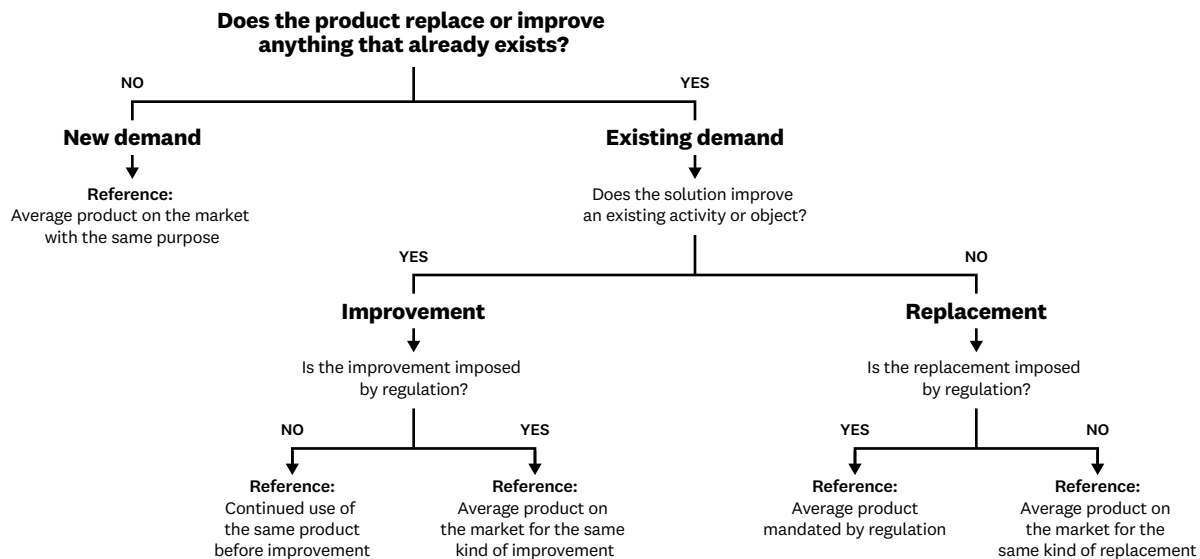 Does the product replace or improve
anything that already exists?
NO
YES
New demand
Existing demand
Reference:
Average product on the market
with the same purpose
Does the solution improve
an existing activity or object?
YES
NO
Improvement
Replacement
Is the improvement imposed
by regulation?
Is the replacement imposed
by regulation?
NO
YES
YES
NO
Reference:
Continued use of
the same product
before improvement
Reference:
Average product on
the market for the same
kind of improvement
Reference:
Average product
mandated by regulation
Reference:
Average product on
the market for the
same kind of replacement